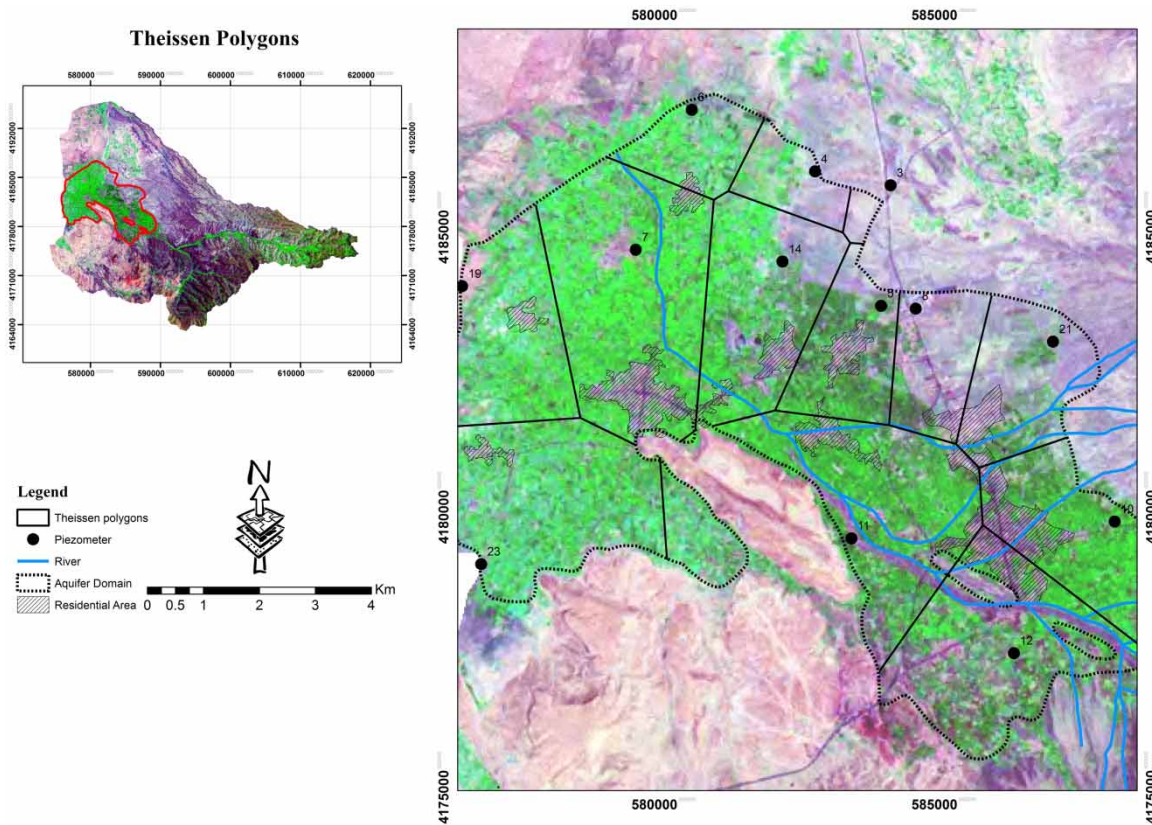 Theissen Polygons
580000 590000 600000 610000 620000
4192000 4192000
4185000 4185000
4178000 4178000
4171000 4171000
4164000 4164000
580000 590000 600000 610000 620000
N
Legend
Theissen polygons
Piezometer
River
Aquifer Domain
Residential Area
0 0.5 1 2 3 4 Km
580000 585000
6
4
3
4185000 4185000
7
14
19
5
8
21
4180000 4180000
10
11
23
12
4175000 4175000
580000 585000